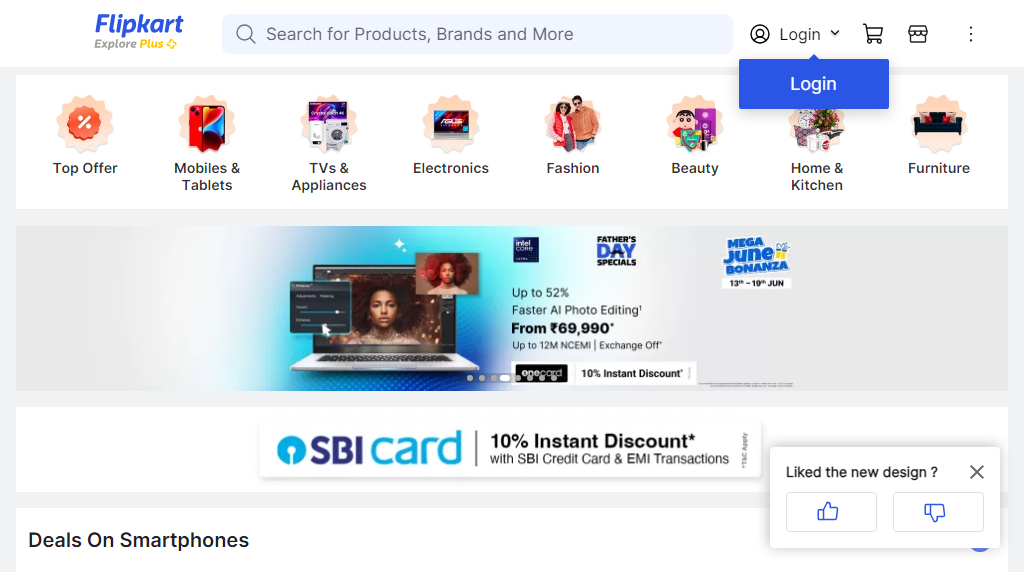 Flipkart
Explore Plus
Search for Products, Brands and More
Login
Login
Top Offer
Mobiles &
Tablets
TVs &
Appliances
Electronics
Fashion
Beauty
Home &
Kitchen
Furniture
intel
CORE
ULTRA
FATHER'S
DAY
SPECIALS
MEGA
June
BONANZA
13th – 19th JUN
Up to 52%
Faster AI Photo Editing¹
From ₹69,990*
Up to 12M NCEMI | Exchange Off*
onecard
10% Instant Discount*
SBI card
10% Instant Discount*
with SBI Credit Card & EMI Transactions
*T&C Apply
Liked the new design ?
Deals On Smartphones